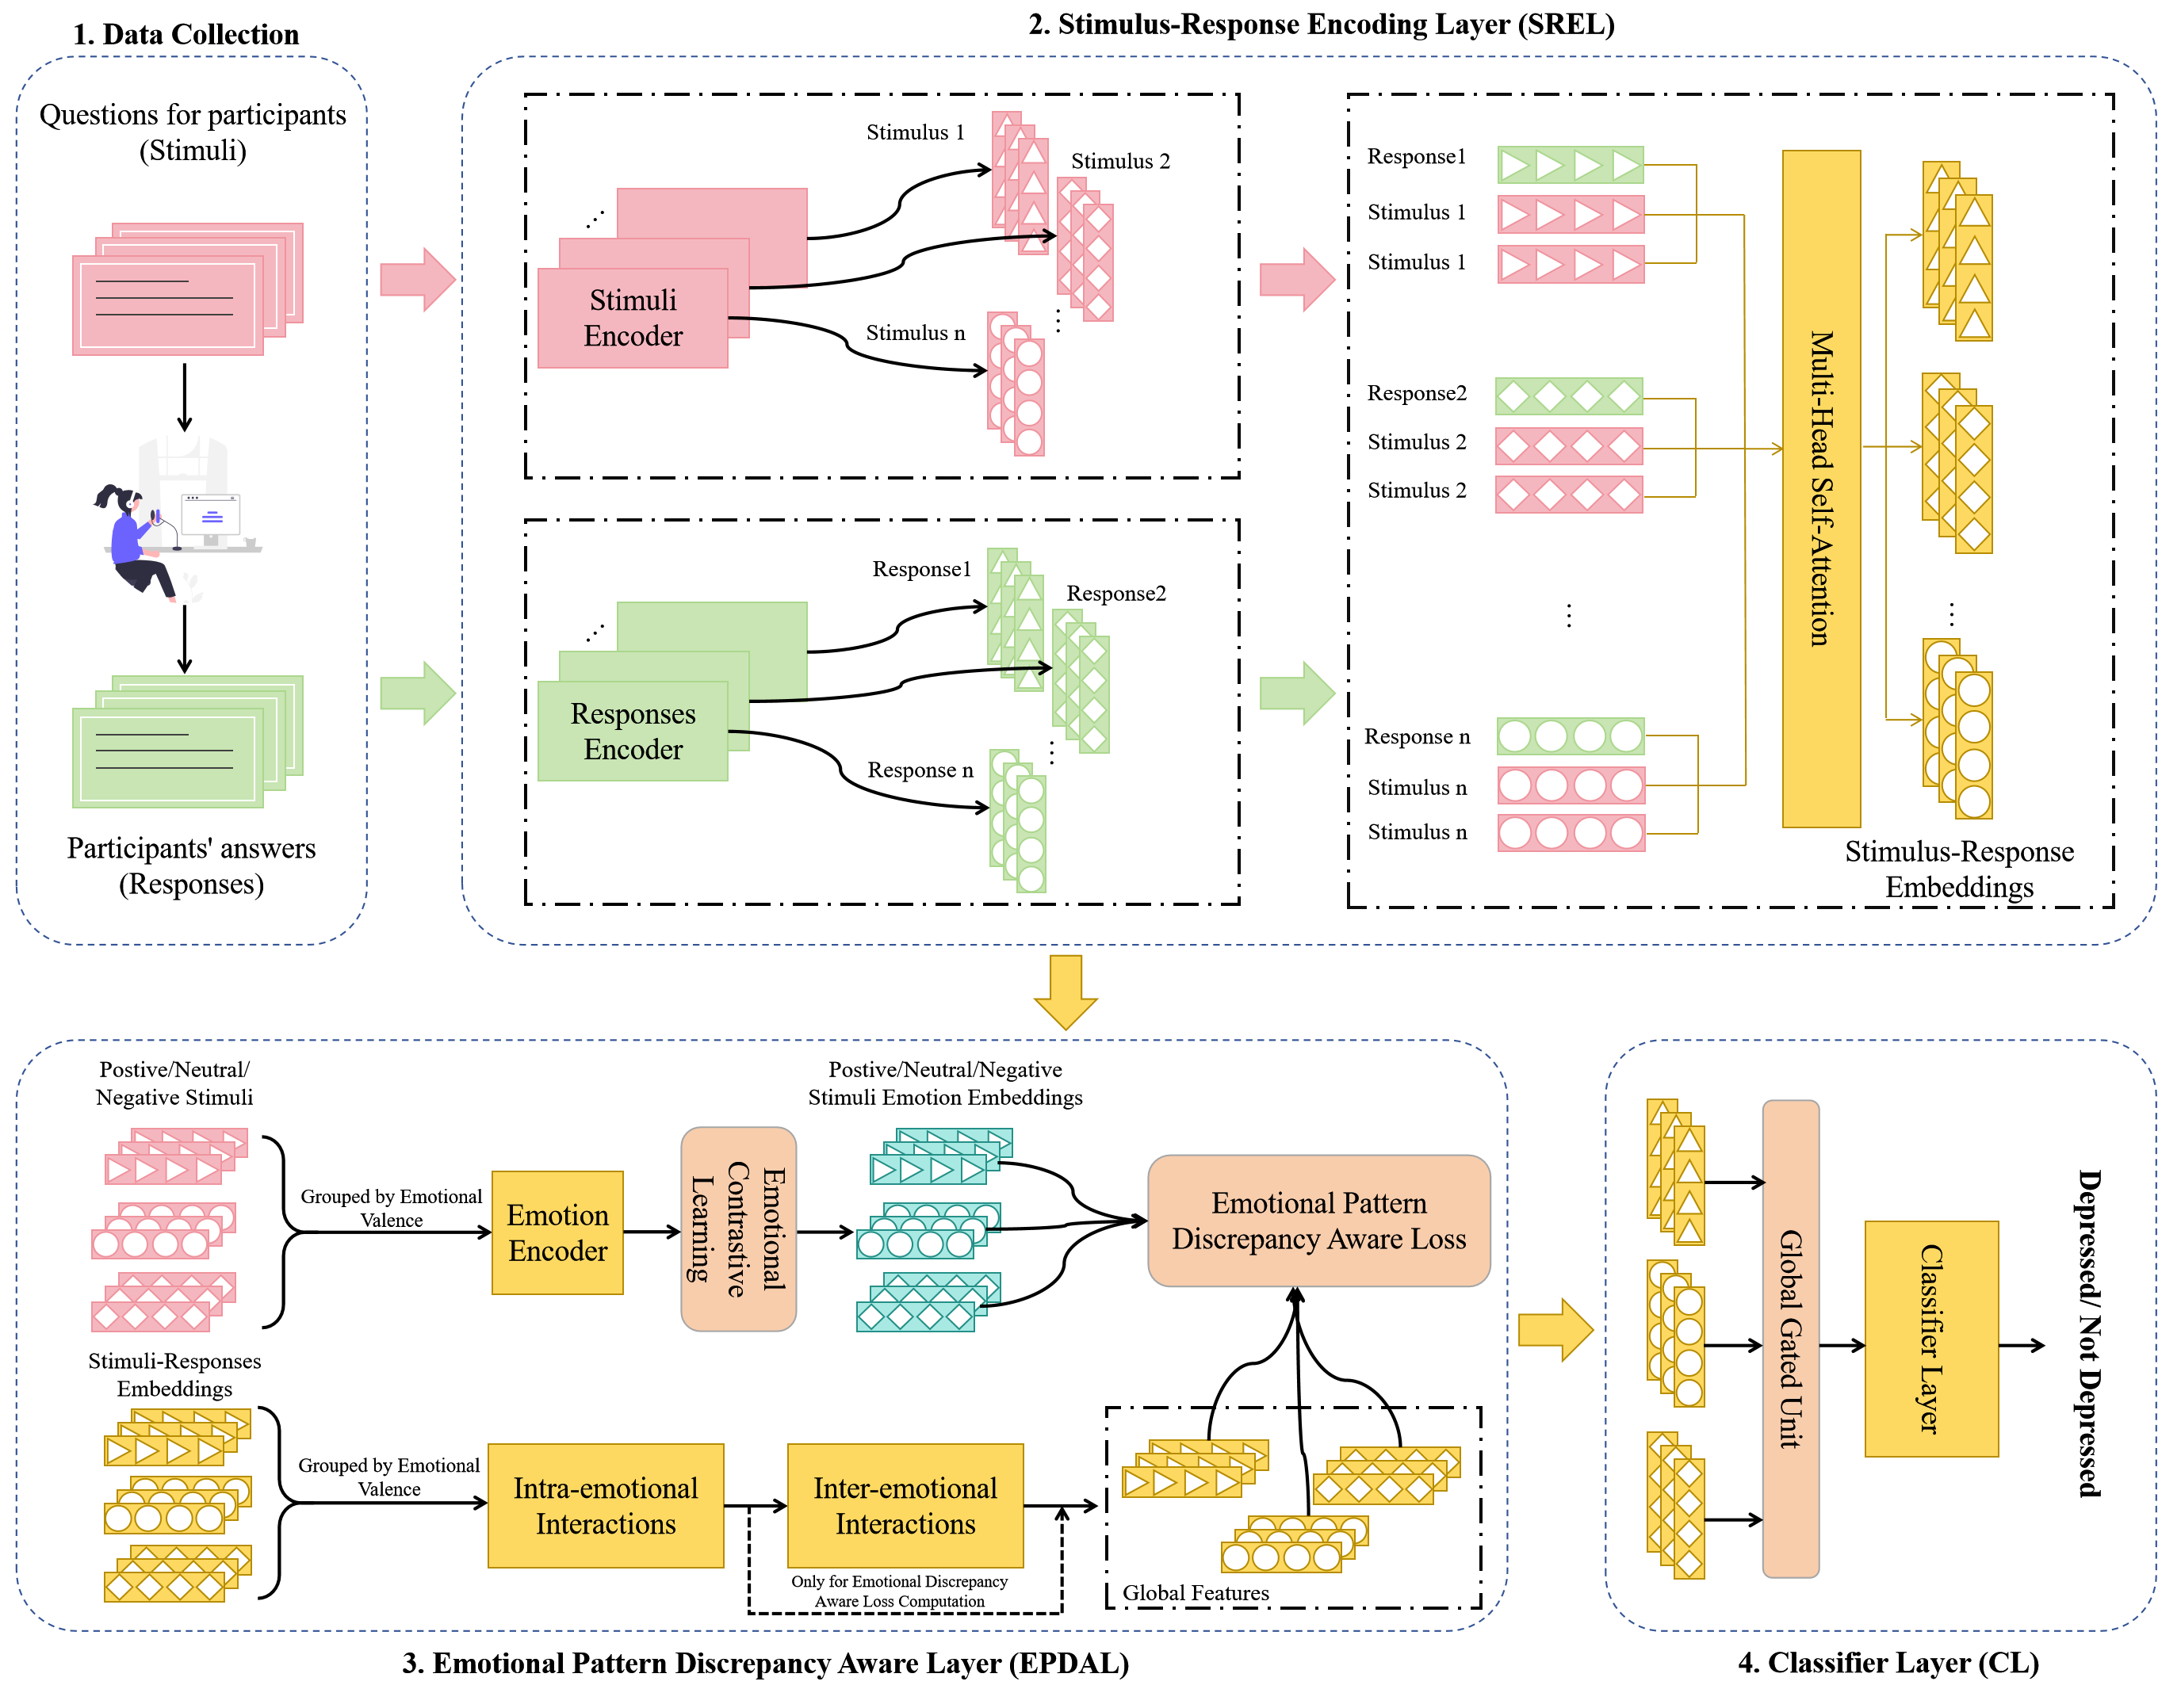 1. Data Collection
Questions for participants
(Stimuli)
Participants' answers
(Responses)
2. Stimulus-Response Encoding Layer (SREL)
Stimulus 1
Stimulus 2
Stimuli
Encoder
Stimulus n
Response1
Response2
Responses
Encoder
Response n
Response1
Stimulus 1
Stimulus 1
Response2
Stimulus 2
Stimulus 2
Response n
Stimulus n
Stimulus n
Multi-Head Self-Attention
Stimulus-Response
Embeddings
Postive/Neutral/
Negative Stimuli
Grouped by Emotional
Valence
Emotion
Encoder
Emotional
Contrastive
Learning
Postive/Neutral/Negative
Stimuli Emotion Embeddings
Emotional Pattern
Discrepancy Aware Loss
Stimuli-Responses
Embeddings
Grouped by Emotional
Valence
Intra-emotional
Interactions
Inter-emotional
Interactions
Only for Emotional Discrepancy
Aware Loss Computation
Global Features
3. Emotional Pattern Discrepancy Aware Layer (EPDAL)
Global Gated Unit
Classifier
Layer
Depressed/ Not Depressed
4. Classifier Layer (CL)